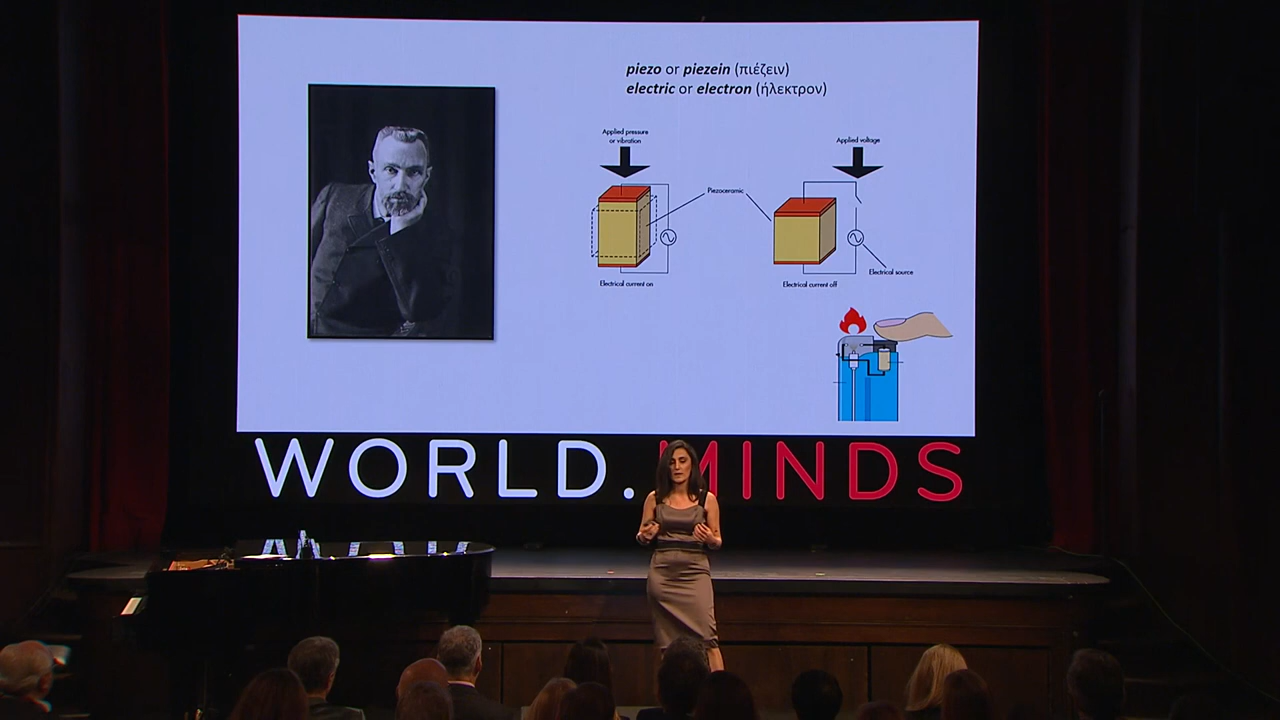 piezo or piezein (πιέζειν)
electric or electron (ήλεκτρον)
Applied pressure
or vibration
Applied voltage
Piezoceramic
Electrical source
Electrical current on
Electrical current off
WORLD.MINDS